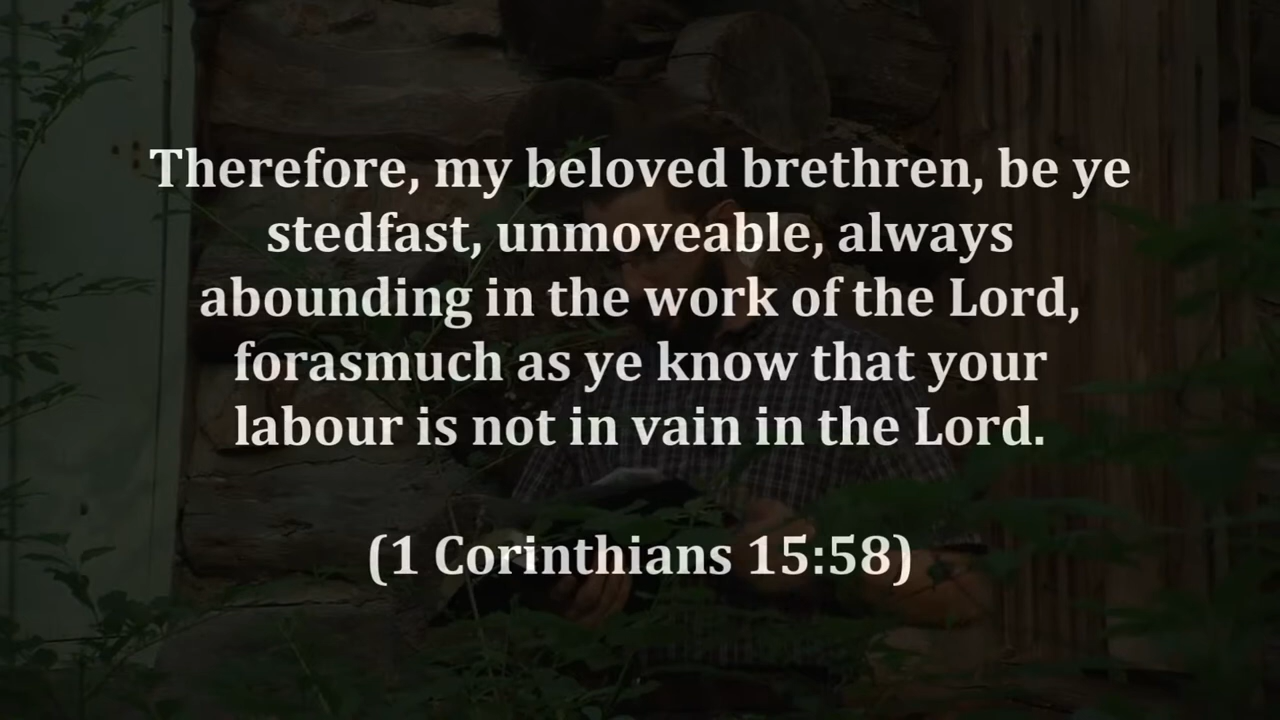 Therefore, my beloved brethren, be ye
stedfast, unmoveable, always
abounding in the work of the Lord,
forasmuch as ye know that your
labour is not in vain in the Lord.
(1 Corinthians 15:58)